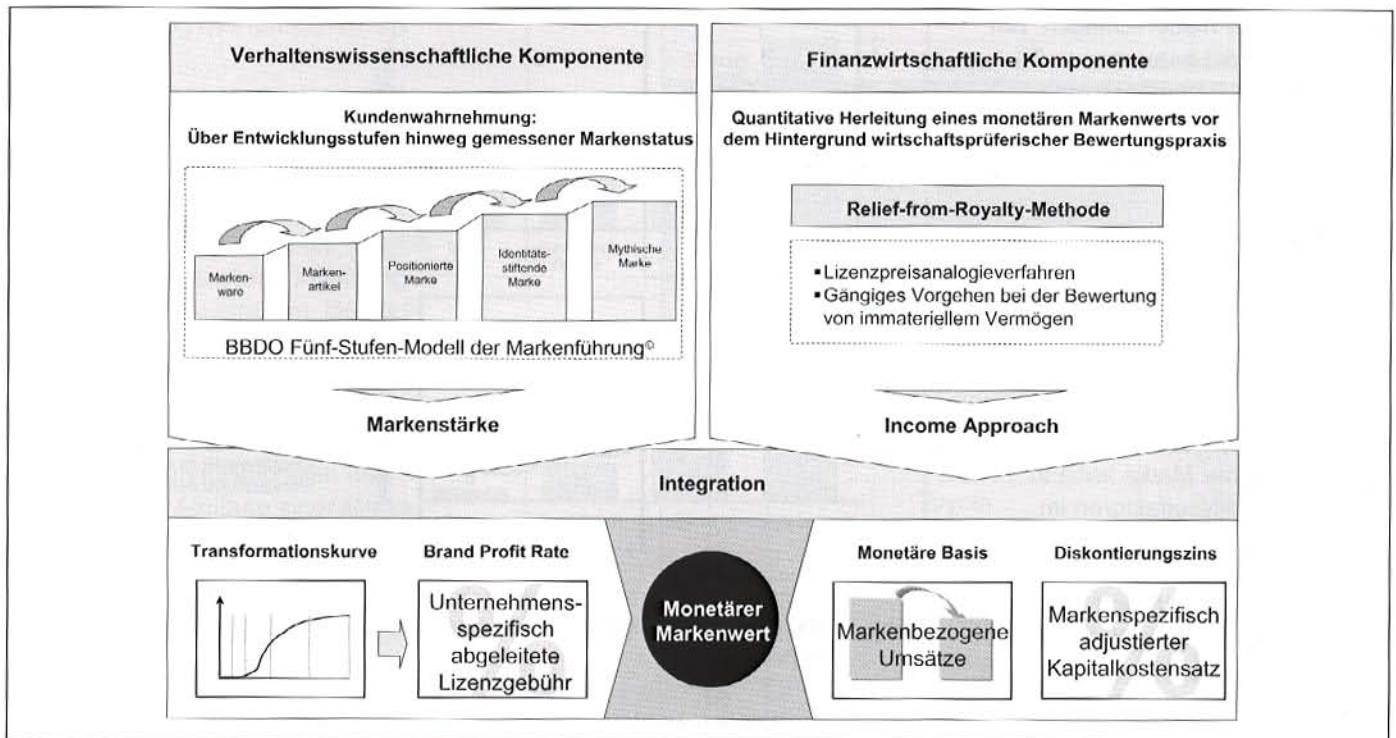 Verhaltenswissenschaftliche Komponente
Kundenwahrnehmung:
Über Entwicklungsstufen hinweg gemessener Markenstatus
Marken-
ware
Marken-
artikel
Positionierte
Marke
Identitäts-
stiftende
Marke
Mythische
Marke
BBDO Fünf-Stufen-Modell der Markenführung©
Markenstärke
Finanzwirtschaftliche Komponente
Quantitative Herleitung eines monetären Markenwerts vor
dem Hintergrund wirtschaftsprüferischer Bewertungspraxis
Relief-from-Royalty-Methode
▪Lizenzpreisanalogieverfahren
▪Gängiges Vorgehen bei der Bewertung
von immateriellem Vermögen
Income Approach
Integration
Transformationskurve
Brand Profit Rate
%
Unternehmens-
spezifisch
abgeleitete
Lizenzgebühr
Monetärer
Markenwert
Monetäre Basis
Markenbezogene
Umsätze
Diskontierungszins
%
Markenspezifisch
adjustierter
Kapitalkostensatz